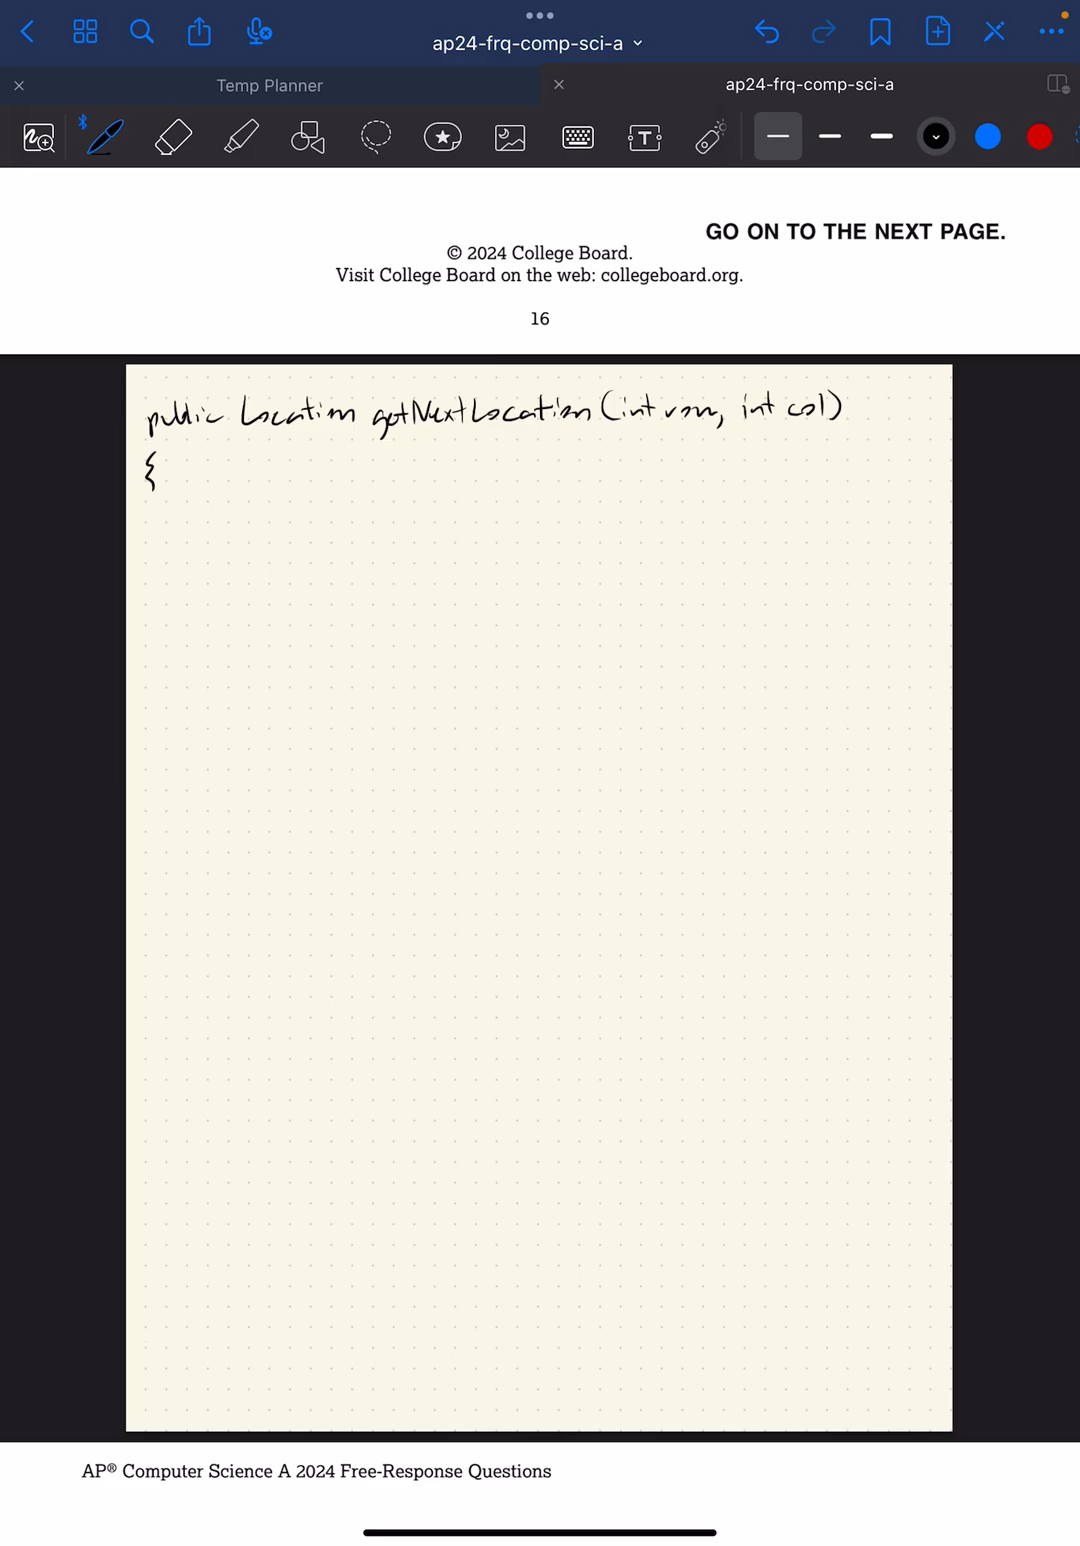 ap24-frq-comp-sci-a
Temp Planner
ap24-frq-comp-sci-a
T
GO ON TO THE NEXT PAGE.
© 2024 College Board.
Visit College Board on the web: collegeboard.org.
16
public Location getNextLocation(int row, int col)
{
AP® Computer Science A 2024 Free-Response Questions